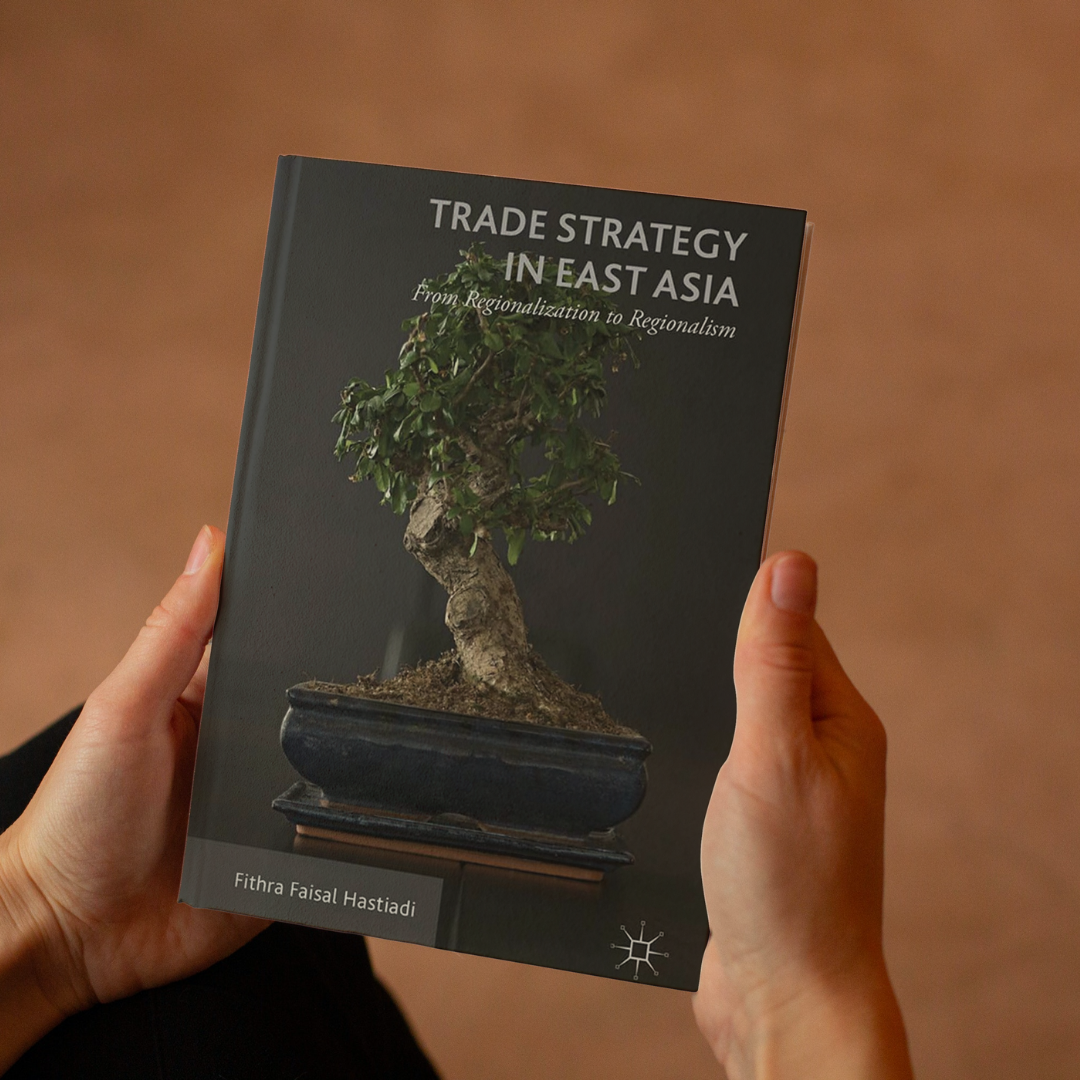 TRADE STRATEGY
IN EAST ASIA
From Regionalization to Regionalism
Fithra Faisal Hastiadi